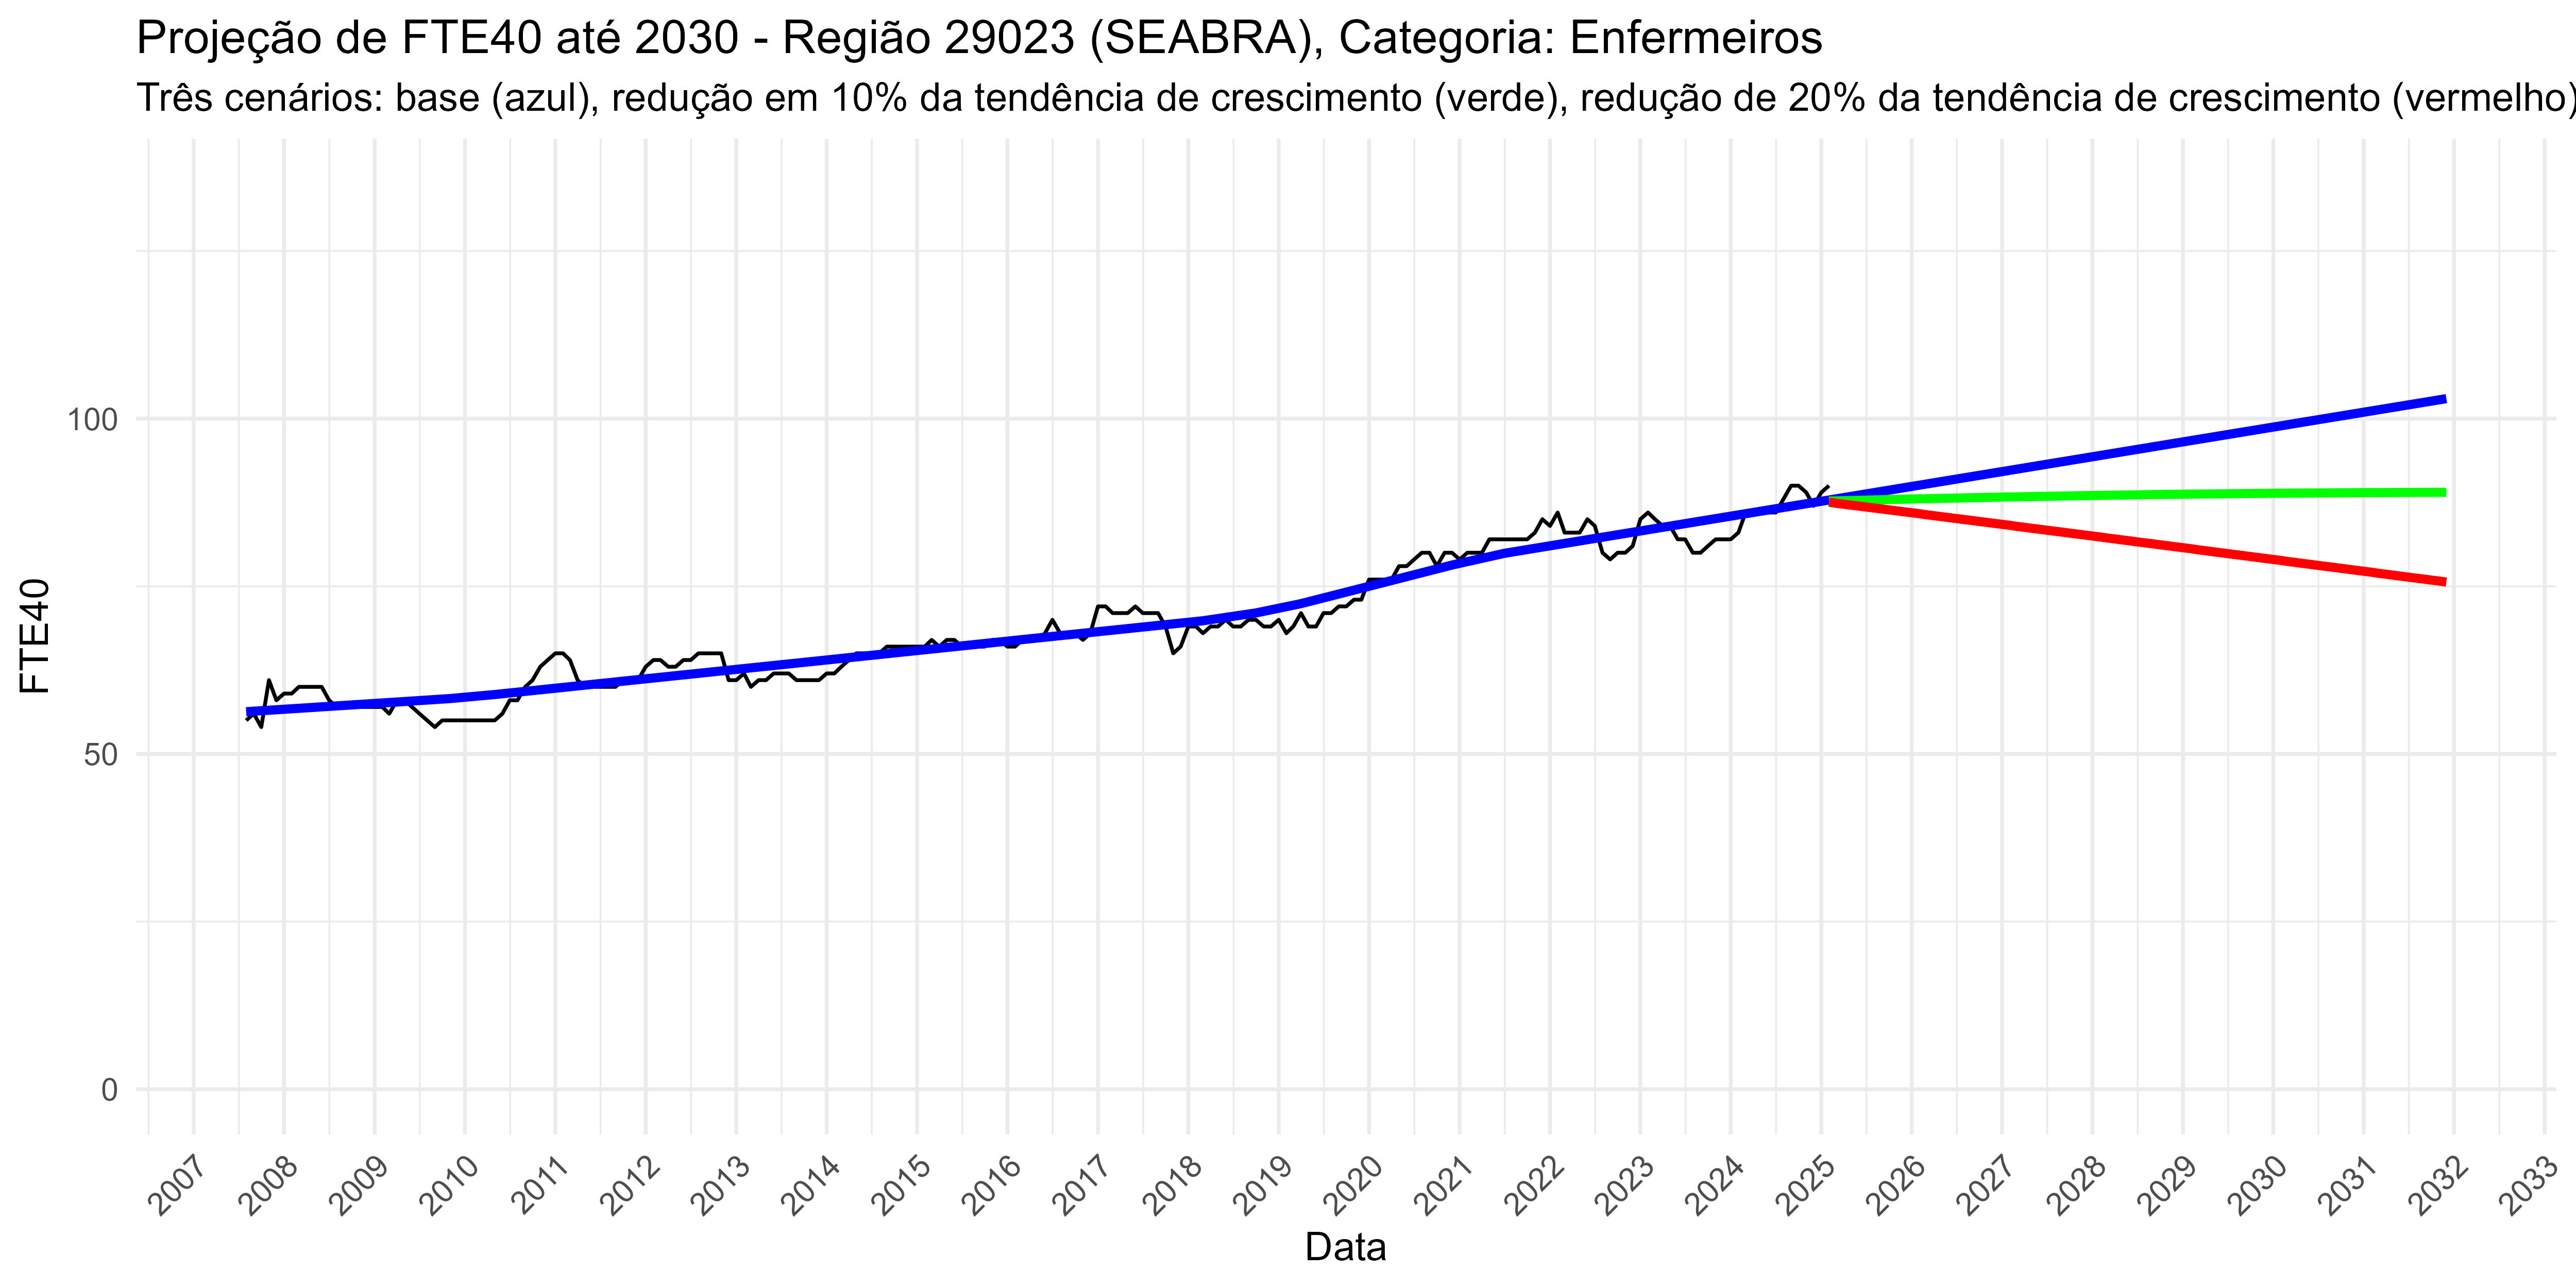 Projeção de FTE40 até 2030 - Região 29023 (SEABRA), Categoria: Enfermeiros
Três cenários: base (azul), redução em 10% da tendência de crescimento (verde), redução de 20% da tendência de crescimento (vermelho)
FTE40
100
50
0
2007 2008 2009 2010 2011 2012 2013 2014 2015 2016 2017 2018 2019 2020 2021 2022 2023 2024 2025 2026 2027 2028 2029 2030 2031 2032 2033
Data